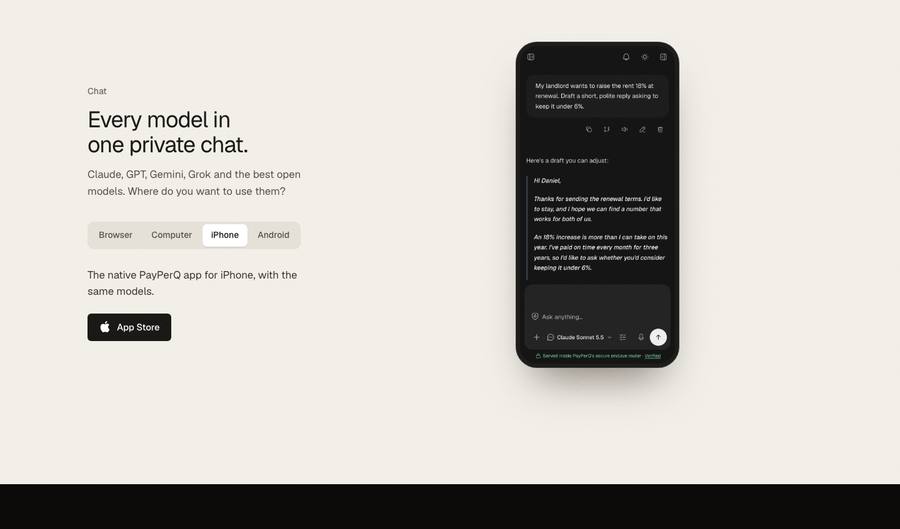 Chat
Every model in
one private chat.
Claude, GPT, Gemini, Grok and the best open
models. Where do you want to use them?
Browser
Computer
iPhone
Android
The native PayPerQ app for iPhone, with the
same models.
App Store
My landlord wants to raise the rent 18% at
renewal. Draft a short, polite reply asking to
keep it under 6%.
Here's a draft you can adjust:
Hi Daniel,
Thanks for sending the renewal terms. I'd like
to stay, and I hope we can find a number that
works for both of us.
An 18% increase is more than I can take on this
year. I've paid on time every month for three
years, so I'd like to ask whether you'd consider
keeping it under 6%.
Ask anything...
Claude Sonnet 5.5
Served inside PayPerQ's secure enclave router · Verified